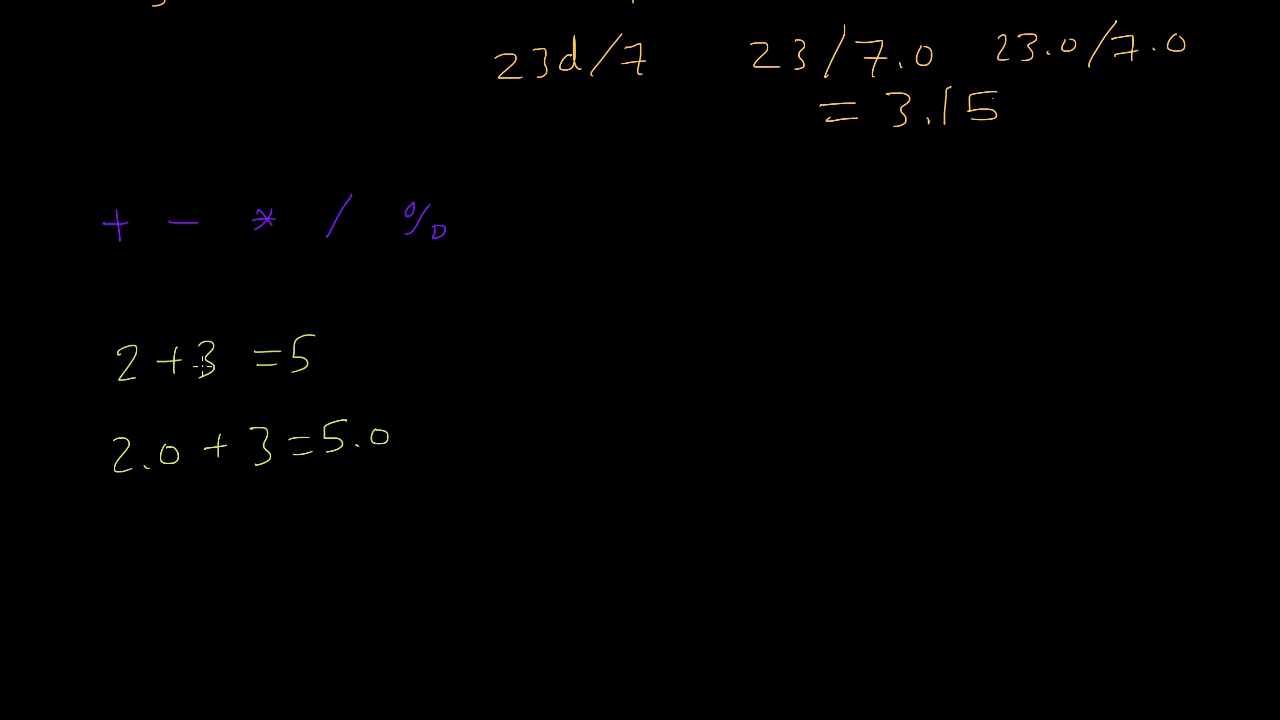 23d/7 23/7.0 23.0/7.0
= 3.15
+ - * / %
2+3 =5
2.0 + 3 = 5.0